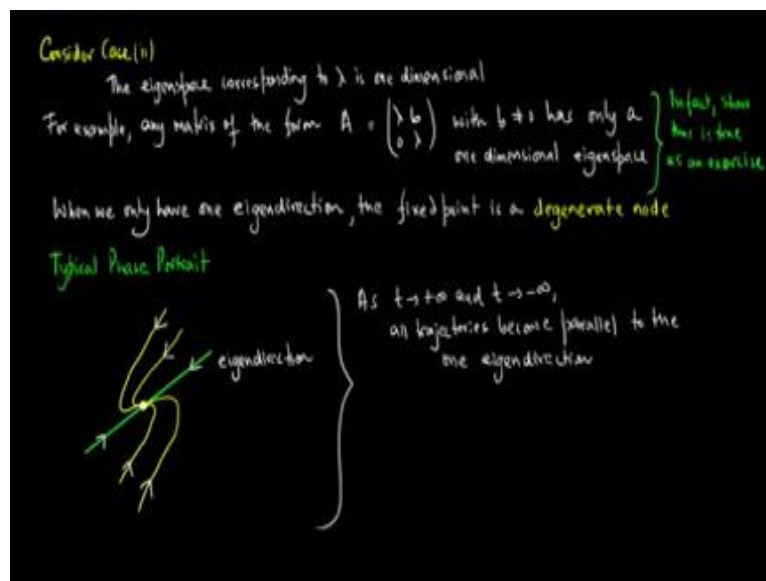 Consider Case (ii)
The eigenspace corresponding to λ is one dimensional
For example, any matrix of the form A = (λ b
0 λ) with b ≠ 0 has only a
one dimensional eigenspace
In fact, show
this is true
as an exercise
When we only have one eigendirection, the fixed point is a degenerate node
Typical Phase Portrait
As t → +∞ and t → -∞,
all trajectories become parallel to the
one eigendirection
eigendirection